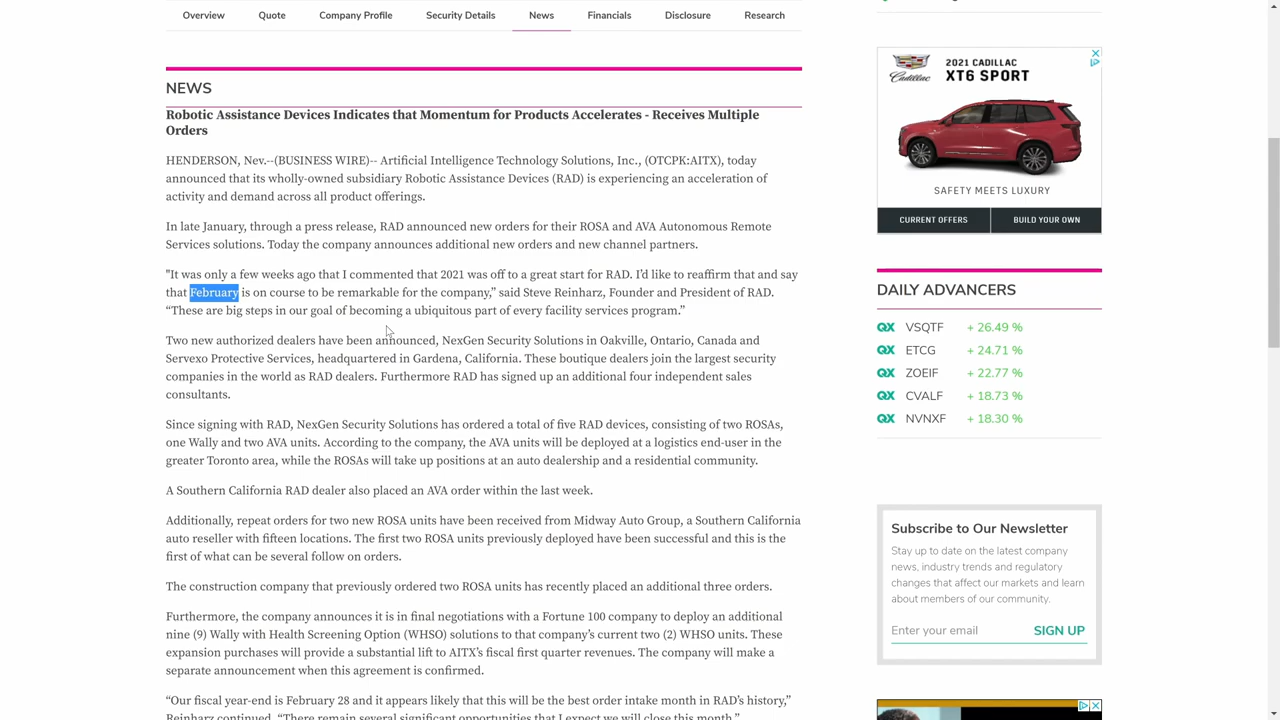 Overview Quote Company Profile Security Details News Financials Disclosure Research
NEWS
Robotic Assistance Devices Indicates that Momentum for Products Accelerates - Receives Multiple
Orders
HENDERSON, Nev.--(BUSINESS WIRE)-- Artificial Intelligence Technology Solutions, Inc., (OTCPK:AITX), today
announced that its wholly-owned subsidiary Robotic Assistance Devices (RAD) is experiencing an acceleration of
activity and demand across all product offerings.
In late January, through a press release, RAD announced new orders for their ROSA and AVA Autonomous Remote
Services solutions. Today the company announces additional new orders and new channel partners.
"It was only a few weeks ago that I commented that 2021 was off to a great start for RAD. I’d like to reaffirm that and say
that February is on course to be remarkable for the company,” said Steve Reinharz, Founder and President of RAD.
“These are big steps in our goal of becoming a ubiquitous part of every facility services program.”
Two new authorized dealers have been announced, NexGen Security Solutions in Oakville, Ontario, Canada and
Servexo Protective Services, headquartered in Gardena, California. These boutique dealers join the largest security
companies in the world as RAD dealers. Furthermore RAD has signed up an additional four independent sales
consultants.
Since signing with RAD, NexGen Security Solutions has ordered a total of five RAD devices, consisting of two ROSAs,
one Wally and two AVA units. According to the company, the AVA units will be deployed at a logistics end-user in the
greater Toronto area, while the ROSAs will take up positions at an auto dealership and a residential community.
A Southern California RAD dealer also placed an AVA order within the last week.
Additionally, repeat orders for two new ROSA units have been received from Midway Auto Group, a Southern California
auto reseller with fifteen locations. The first two ROSA units previously deployed have been successful and this is the
first of what can be several follow on orders.
The construction company that previously ordered two ROSA units has recently placed an additional three orders.
Furthermore, the company announces it is in final negotiations with a Fortune 100 company to deploy an additional
nine (9) Wally with Health Screening Option (WHSO) solutions to that company’s current two (2) WHSO units. These
expansion purchases will provide a substantial lift to AITX’s fiscal first quarter revenues. The company will make a
separate announcement when this agreement is confirmed.
“Our fiscal year-end is February 28 and it appears likely that this will be the best order intake month in RAD’s history,”
Reinharz continued. “There remain several significant opportunities that I expect we will close this month.”
Cadillac
2021 CADILLAC
XT6 SPORT
SAFETY MEETS LUXURY
CURRENT OFFERS BUILD YOUR OWN
DAILY ADVANCERS
QX VSQTF + 26.49 %
QX ETCG + 24.71 %
QX ZOEIF + 22.77 %
QX CVALF + 18.73 %
QX NVNXF + 18.30 %
Subscribe to Our Newsletter
Stay up to date on the latest company
news, industry trends and regulatory
changes that affect our markets and learn
about members of our community.
Enter your email SIGN UP